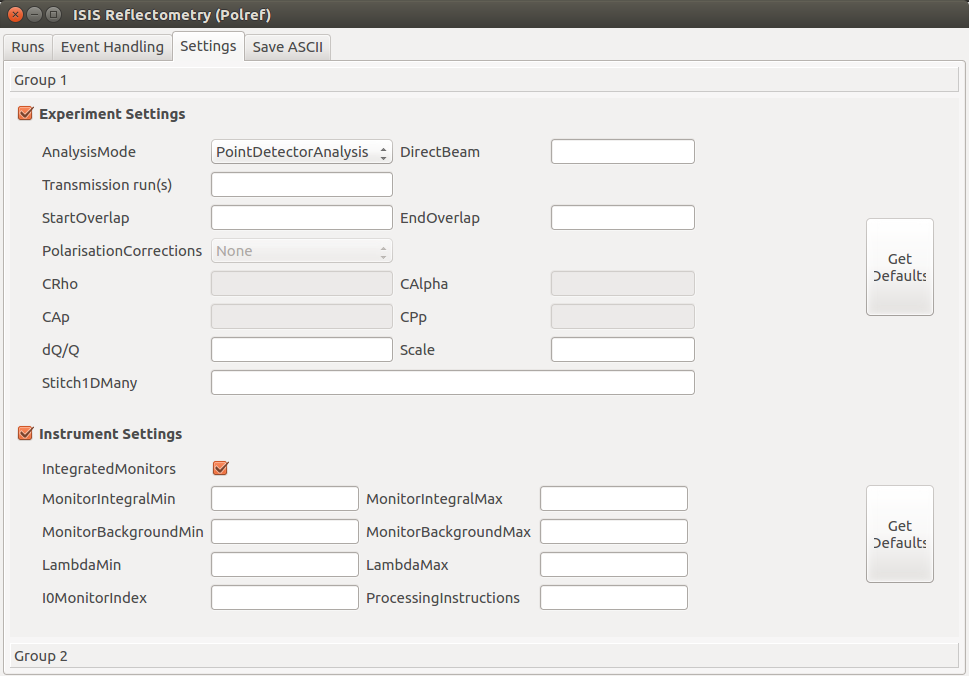 ISIS Reflectometry (Polref)
Runs Event Handling Settings Save ASCII
Group 1
Experiment Settings
AnalysisMode PointDetectorAnalysis DirectBeam
Transmission run(s)
StartOverlap EndOverlap
PolarisationCorrections None
CRho CAlpha
CAp CPp
dQ/Q Scale
Stitch1DMany
Get
Defaults
Instrument Settings
IntegratedMonitors
MonitorIntegralMin MonitorIntegralMax
MonitorBackgroundMin MonitorBackgroundMax
LambdaMin LambdaMax
I0MonitorIndex ProcessingInstructions
Get
Defaults
Group 2